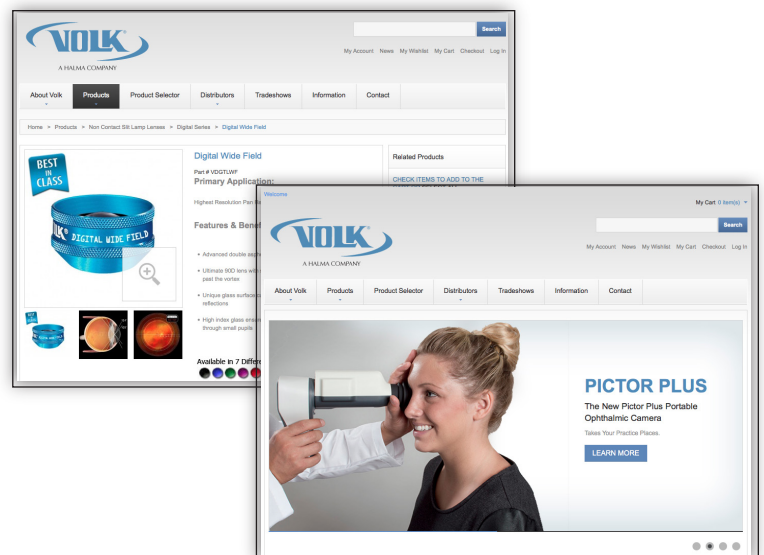 VOLK®
A HALMA COMPANY
Search
My Account News My Wishlist My Cart Checkout Log In
About Volk Products Product Selector Distributors Tradeshows Information Contact
Home > Products > Non Contact Slit Lamp Lenses > Digital Series > Digital Wide Field
BEST
IN
CLASS
DIGITAL WIDE FIELD
Digital Wide Field
Part # VDGTLWF
Primary Application:
Highest Resolution Pan
Features & Benef
• Advanced double
• Ultimate 90D lens with
past the vortex
• Unique glass surface
reflections
• High index glass
through small pupils
Available in 7
Related Products
CHECK ITEMS TO ADD TO THE
Welcome
My Cart 0 item(s)
VOLK®
A HALMA COMPANY
Search
My Account News My Wishlist My Cart Checkout Log In
About Volk Products Product Selector Distributors Tradeshows Information Contact
PICTOR PLUS
The New Pictor Plus Portable
Ophthalmic Camera
Takes Your Practice Places.
LEARN MORE